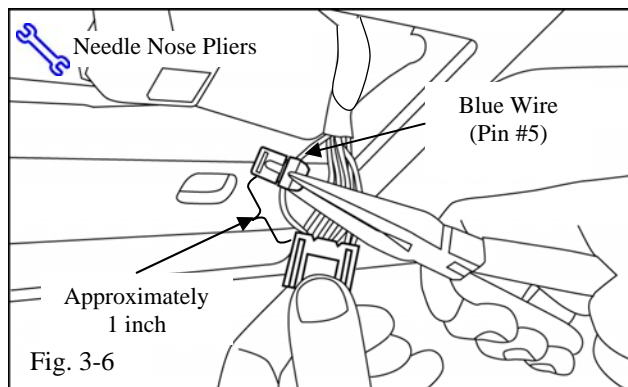 Needle Nose Pliers
Blue Wire
(Pin #5)
Approximately
1 inch
Fig. 3-6